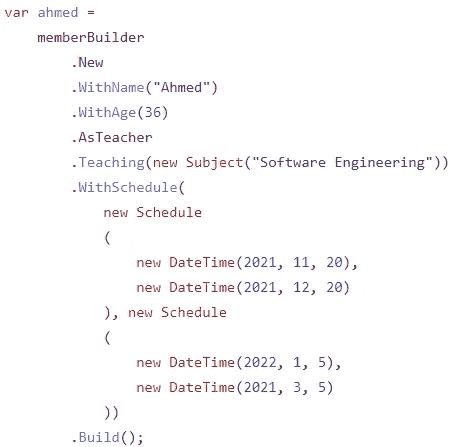 var ahmed =
memberBuilder
.New
.WithName("Ahmed")
.WithAge(36)
.AsTeacher
.Teaching(new Subject("Software Engineering"))
.WithSchedule(
new Schedule
(
new DateTime(2021, 11, 20),
new DateTime(2021, 12, 20)
), new Schedule
(
new DateTime(2022, 1, 5),
new DateTime(2021, 3, 5)
))
.Build();